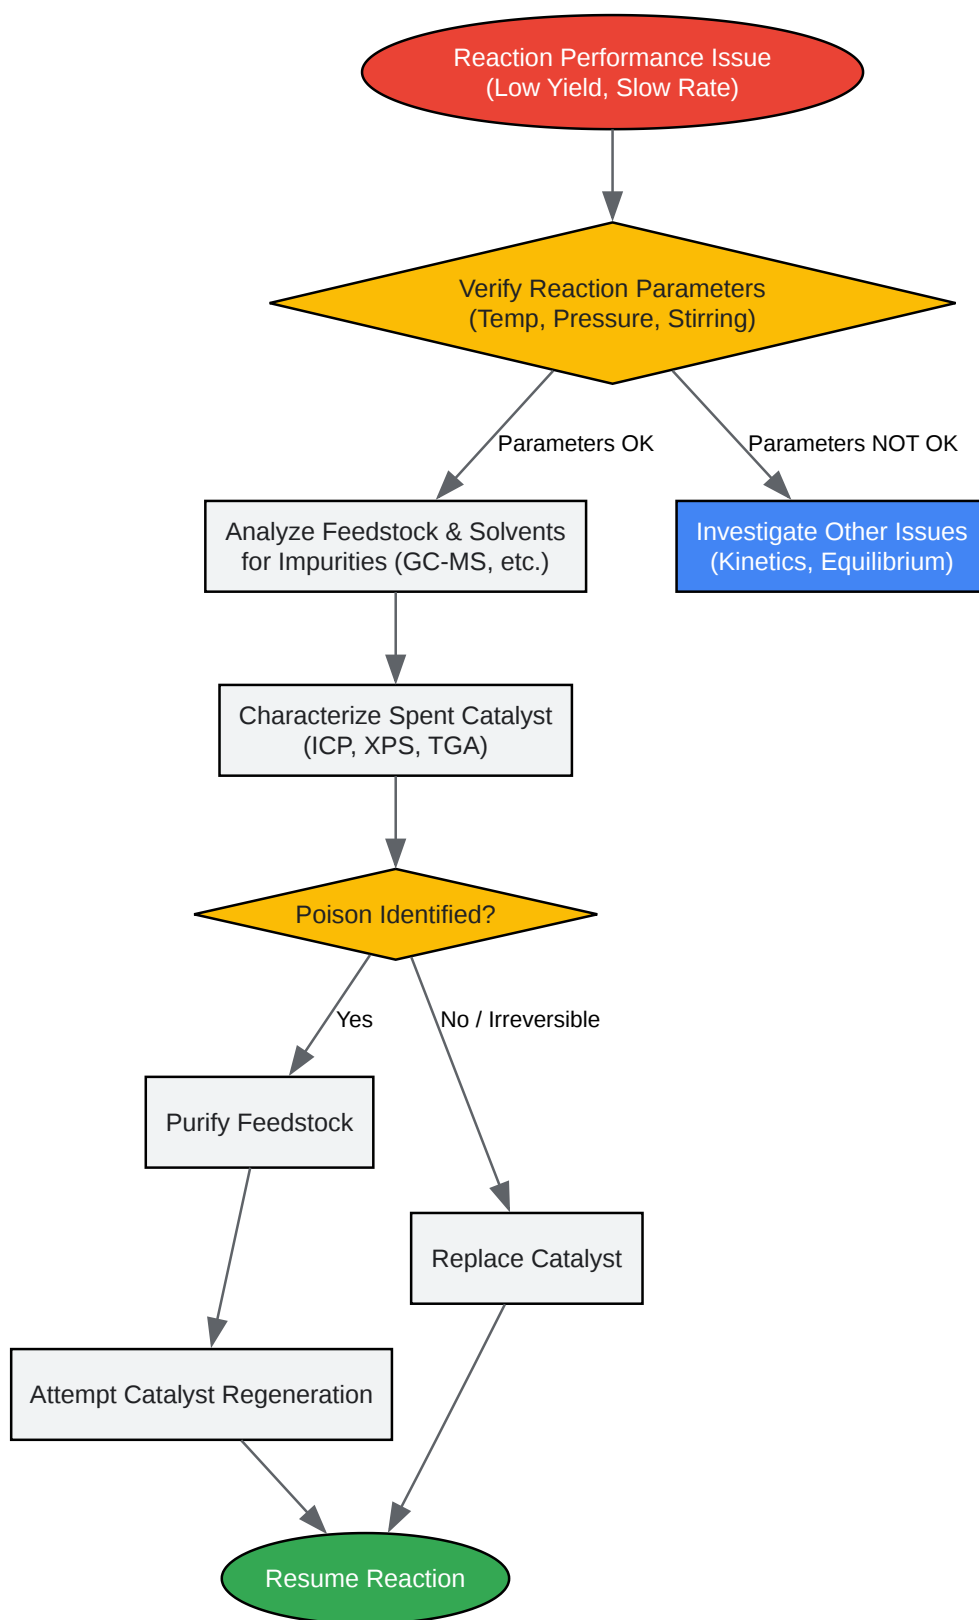 Reaction Performance Issue
(Low Yield, Slow Rate)
Verify Reaction Parameters
(Temp, Pressure, Stirring)
Parameters OK
Parameters NOT OK
Analyze Feedstock & Solvents
for Impurities (GC-MS, etc.)
Investigate Other Issues
(Kinetics, Equilibrium)
Characterize Spent Catalyst
(ICP, XPS, TGA)
Poison Identified?
Yes
No / Irreversible
Purify Feedstock
Replace Catalyst
Attempt Catalyst Regeneration
Resume Reaction